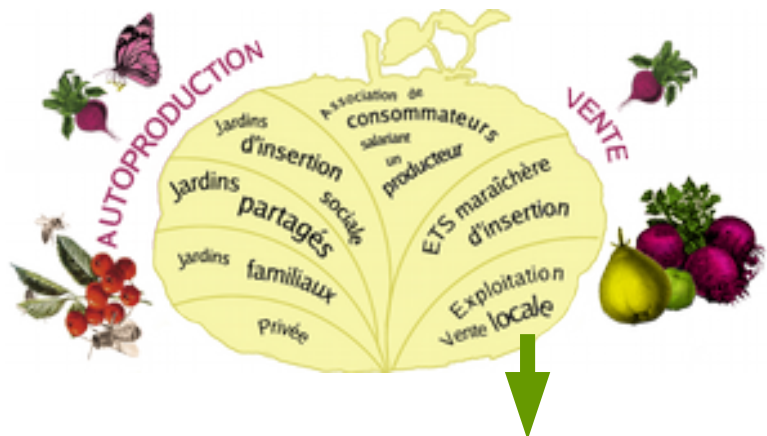 AUTOPRODUCTION
VENTE
Association de
consommateurs
salariant
un
producteur
Jardins
d'insertion
sociale
Jardins
partagés
Jardins familiaux
Privée
ETS maraîchère
d'insertion
Exploitation
Vente locale